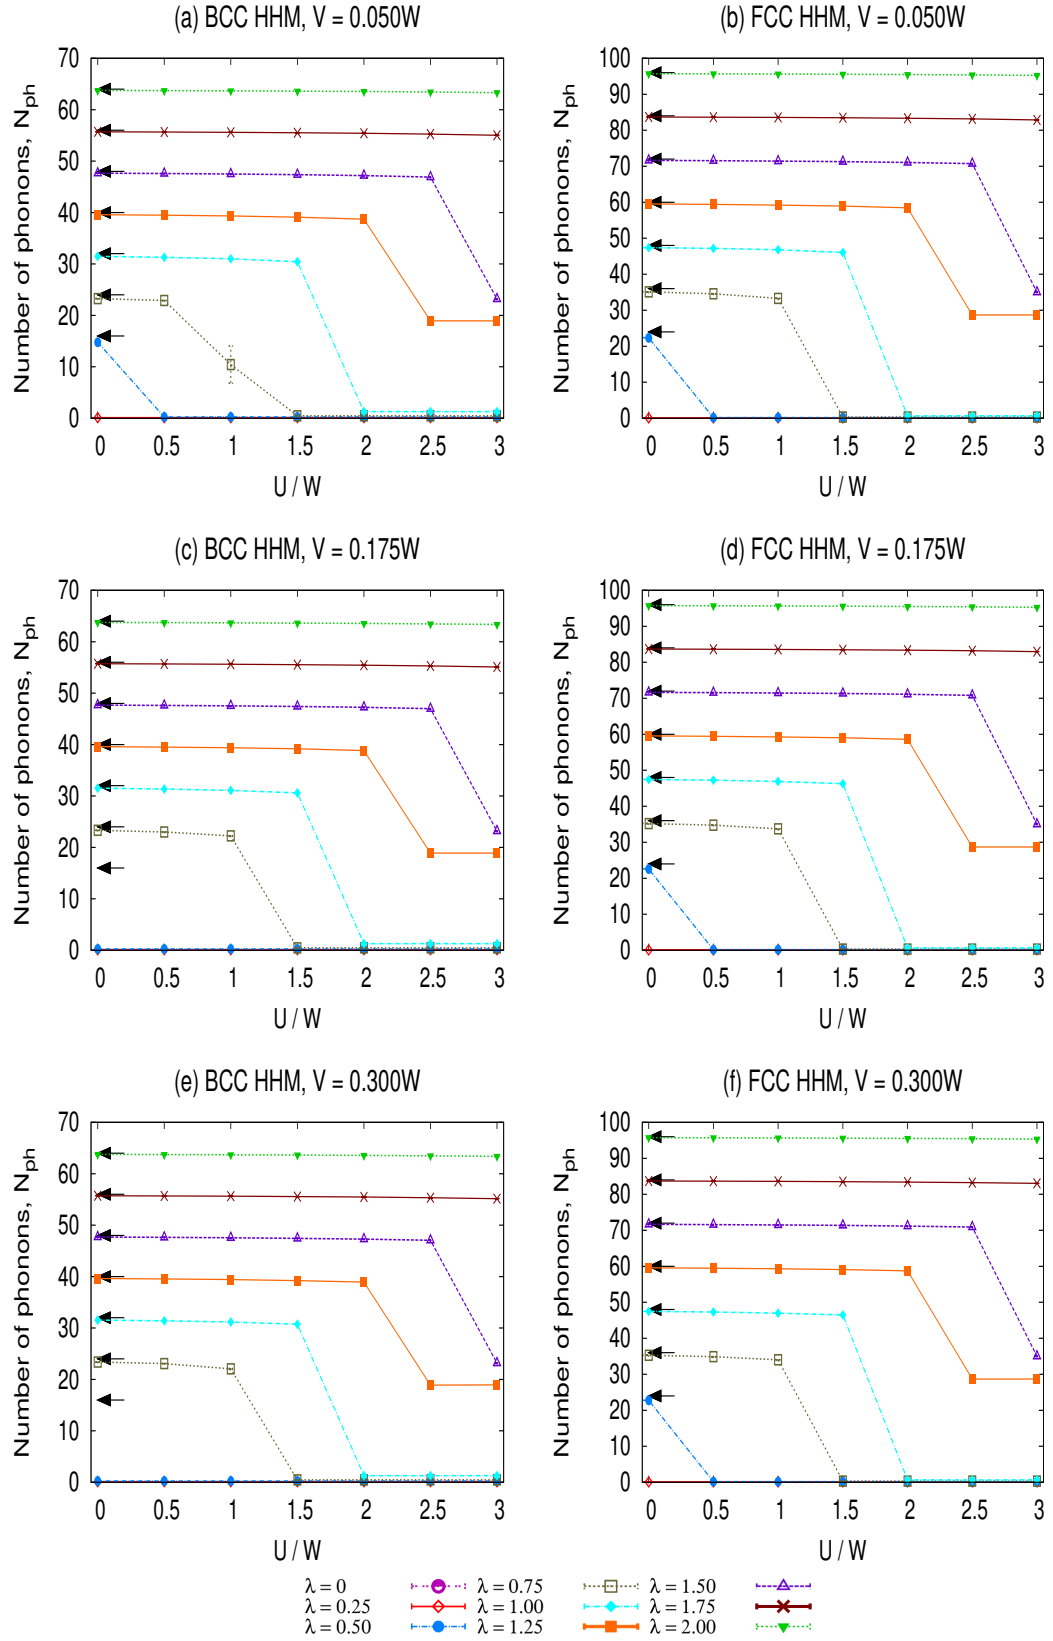 (a) BCC HHM, V = 0.050W
(b) FCC HHM, V = 0.050W
Number of phonons, N_ph
70
60
50
40
30
20
10
0
0 0.5 1 1.5 2 2.5 3
U / W
Number of phonons, N_ph
100
90
80
70
60
50
40
30
20
10
0
0 0.5 1 1.5 2 2.5 3
U / W
(c) BCC HHM, V = 0.175W
(d) FCC HHM, V = 0.175W
Number of phonons, N_ph
70
60
50
40
30
20
10
0
0 0.5 1 1.5 2 2.5 3
U / W
Number of phonons, N_ph
100
90
80
70
60
50
40
30
20
10
0
0 0.5 1 1.5 2 2.5 3
U / W
(e) BCC HHM, V = 0.300W
(f) FCC HHM, V = 0.300W
Number of phonons, N_ph
70
60
50
40
30
20
10
0
0 0.5 1 1.5 2 2.5 3
U / W
Number of phonons, N_ph
100
90
80
70
60
50
40
30
20
10
0
0 0.5 1 1.5 2 2.5 3
U / W
λ = 0 λ = 0.75 λ = 1.50
λ = 0.25 λ = 1.00 λ = 1.75
λ = 0.50 λ = 1.25 λ = 2.00